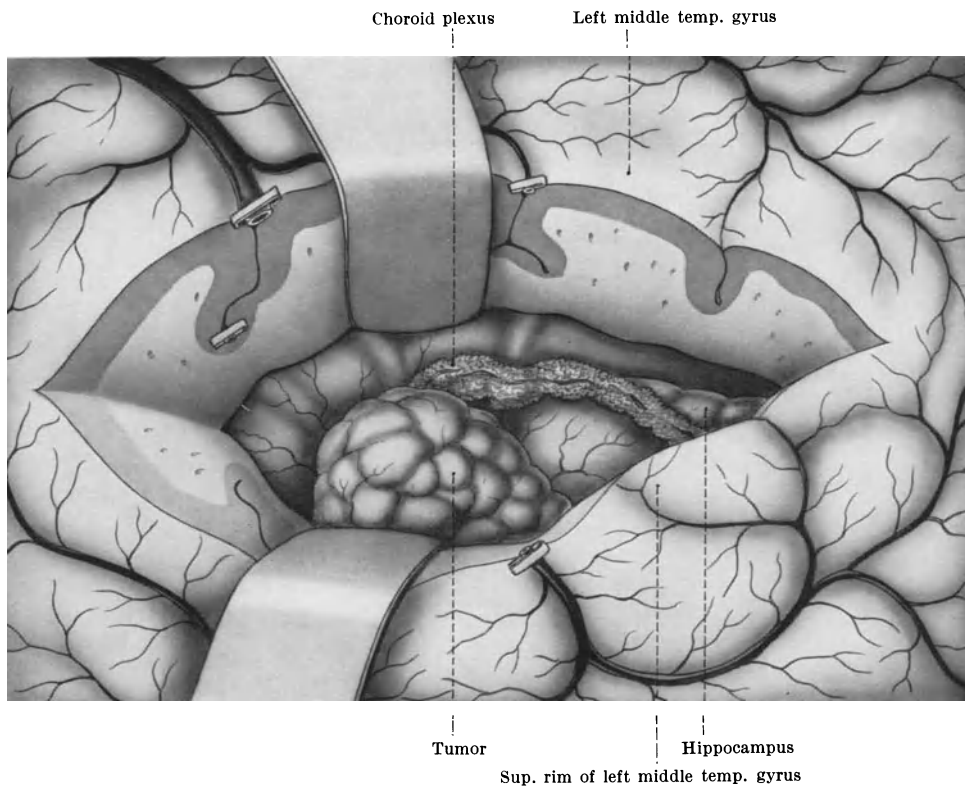 Choroid plexus
Left middle temp. gyrus
Tumor
Hippocampus
Sup. rim of left middle temp. gyrus